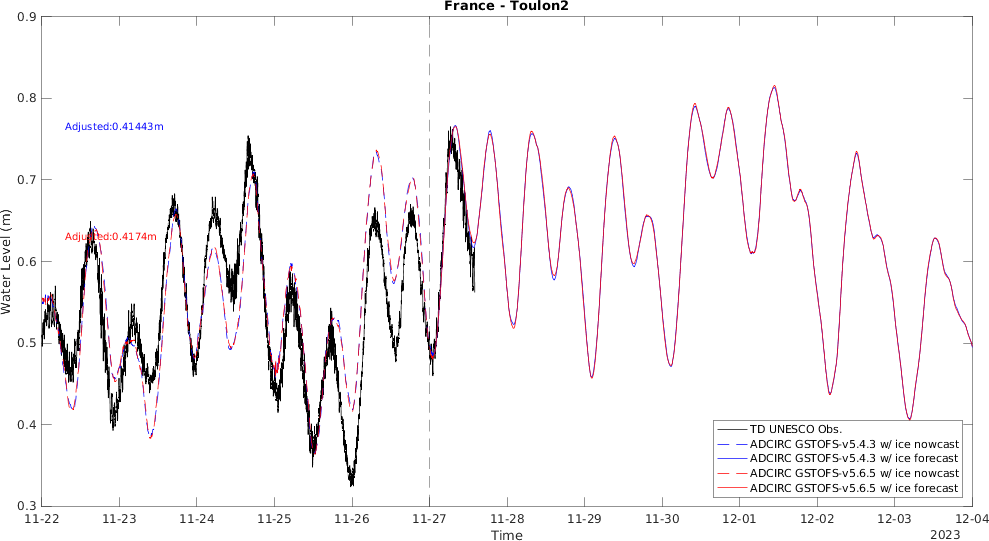 France - Toulon2
0.9
0.8
0.7
0.6
0.5
0.4
0.3
Water Level (m)
Adjusted:0.41443m
Adjusted:0.4174m
TD UNESCO Obs.
ADCIRC GSTOFS-v5.4.3 w/ ice nowcast
ADCIRC GSTOFS-v5.4.3 w/ ice forecast
ADCIRC GSTOFS-v5.6.5 w/ ice nowcast
ADCIRC GSTOFS-v5.6.5 w/ ice forecast
11-22 11-23 11-24 11-25 11-26 11-27 11-28 11-29 11-30 12-01 12-02 12-03 12-04
Time
2023